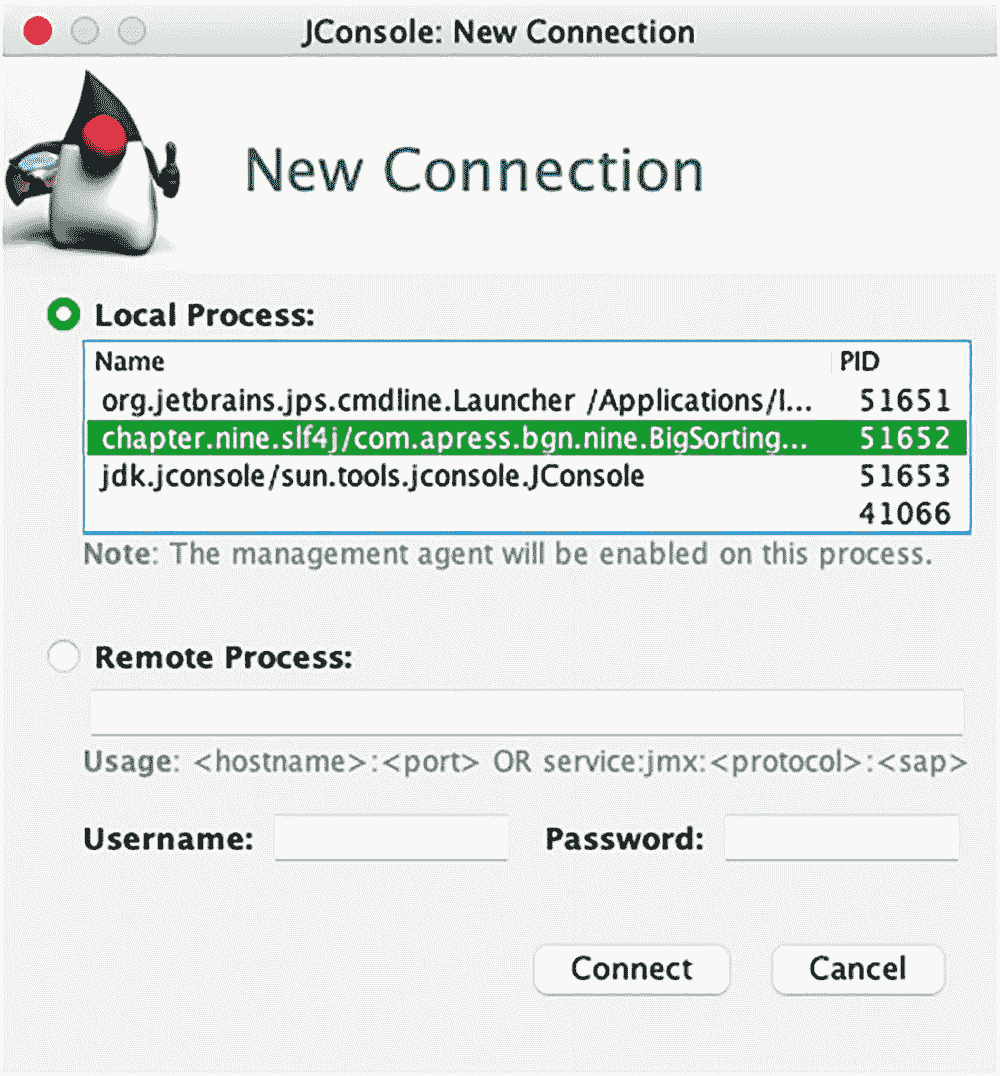 JConsole: New Connection
New Connection
Local Process:
Name PID
org.jetbrains.jps.cmdline.Launcher /Applications/I... 51651
chapter.nine.slf4j/com.apress.bgn.nine.BigSorting... 51652
jdk.jconsole/sun.tools.jconsole.JConsole 51653
41066
Note: The management agent will be enabled on this process.
Remote Process:
Usage: <hostname>:<port> OR service:jmx:<protocol>:<sap>
Username: Password:
Connect Cancel